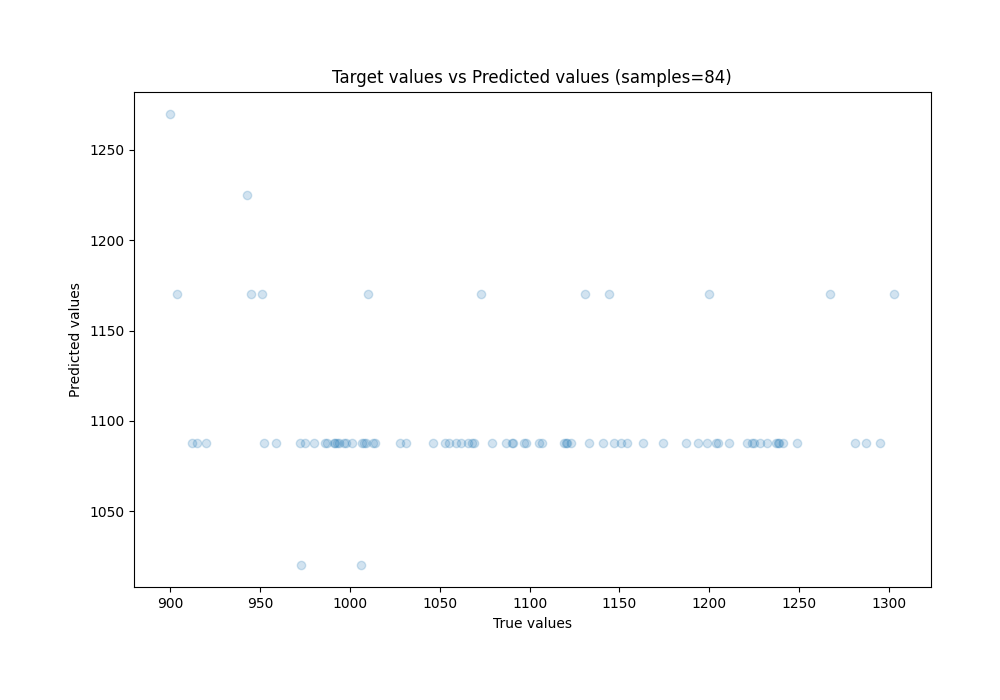 Target values vs Predicted values (samples=84)
1250
1200
1150
1100
1050
Predicted values
900 950 1000 1050 1100 1150 1200 1250 1300
True values